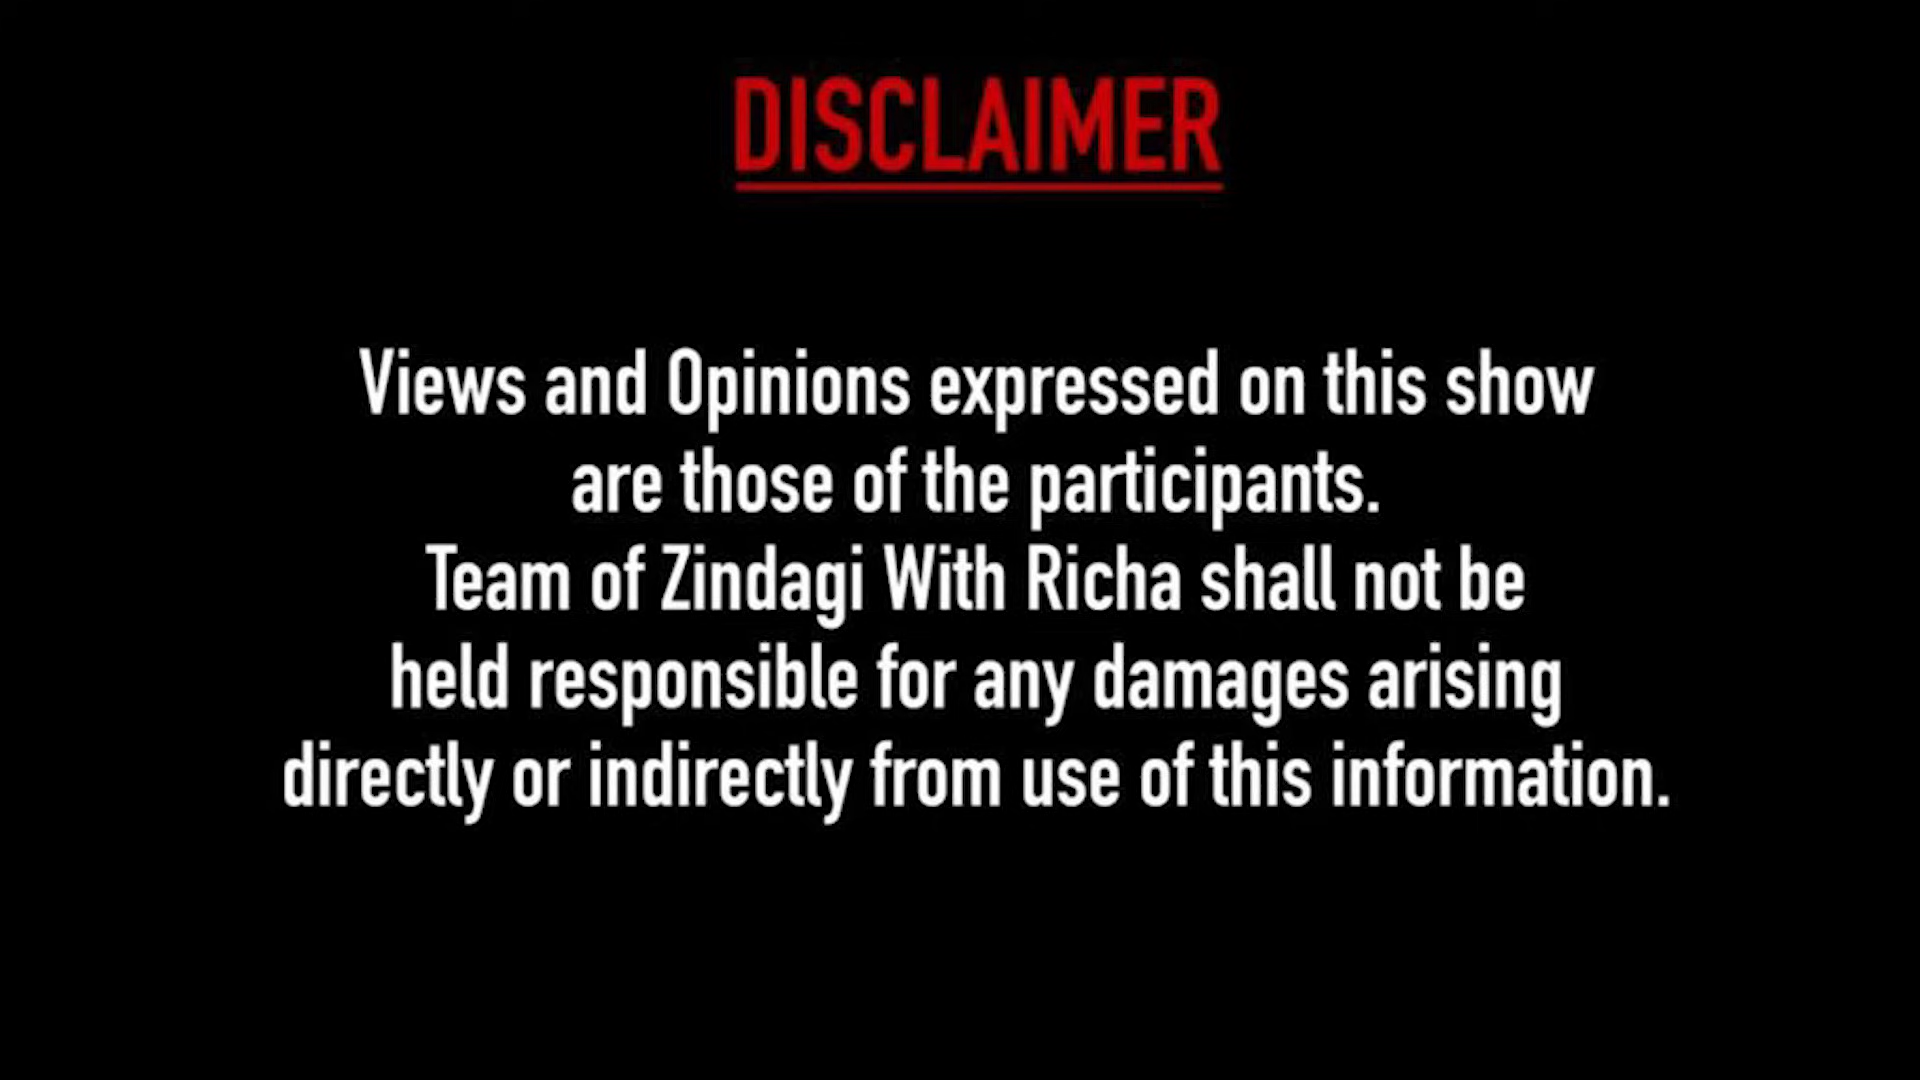 DISCLAIMER
Views and Opinions expressed on this show
are those of the participants.
Team of Zindagi With Richa shall not be
held responsible for any damages arising
directly or indirectly from use of this information.